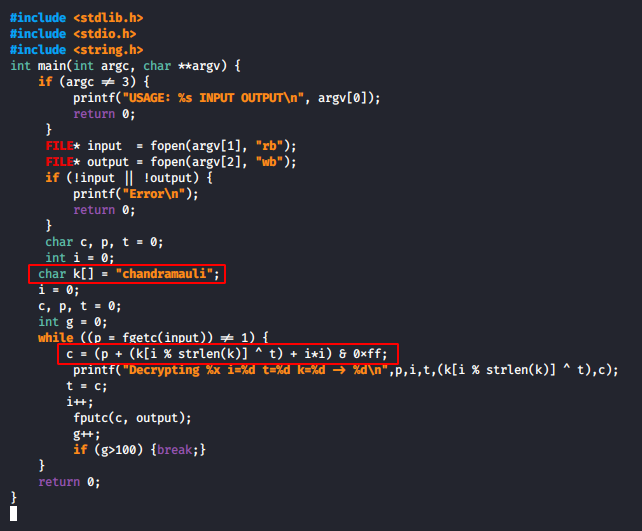 #include <stdlib.h>
#include <stdio.h>
#include <string.h>
int main(int argc, char **argv) {
    if (argc ≠ 3) {
         printf("USAGE: %s INPUT OUTPUT\n", argv[0]);
         return 0;
     }
     FILE* input  = fopen(argv[1], "rb");
     FILE* output = fopen(argv[2], "wb");
     if (!input || !output) {
         printf("Error\n");
         return 0;
     }
     char c, p, t = 0;
     int i = 0;
    char k[] = "chandramauli";
    i = 0;
    c, p, t = 0;
    int g = 0;
    while ((p = fgetc(input)) ≠ 1) {
        c = (p + (k[i % strlen(k)] ^ t) + i*i) & 0×ff;
         printf("Decrypting %x i=%d t=%d k=%d → %d\n",p,i,t,(k[i % strlen(k)] ^ t),c);
        t = c;
        i++;
         fputc(c, output);
         g++;
         if (g>100) {break;}
    }
    return 0;
}